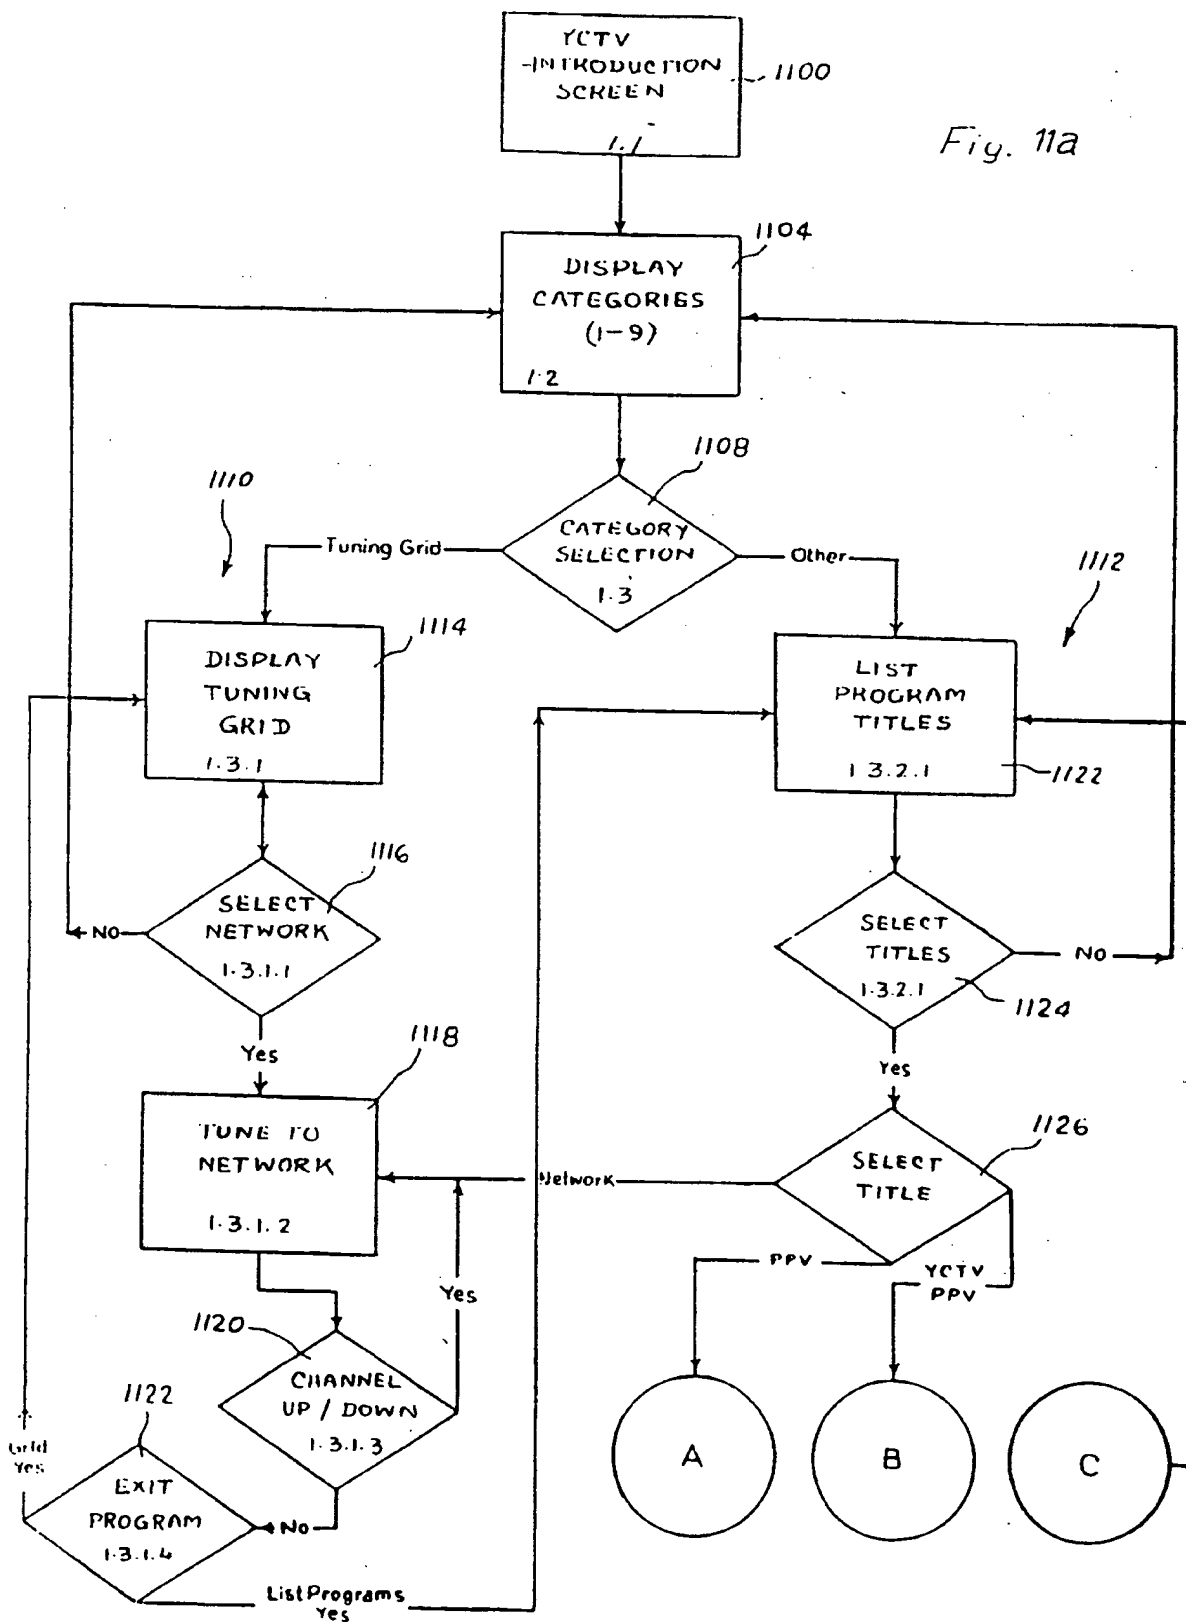 YCTV
INTRODUCTION
SCREEN
1.1
1100
Fig. 11a
1104
DISPLAY
CATEGORIES
(1-9)
1.2
1108
1110
CATEGORY
SELECTION
1.3
Tuning Grid
Other
1112
1114
DISPLAY
TUNING
GRID
1.3.1
LIST
PROGRAM
TITLES
1.3.2.1
1122
1116
SELECT
NETWORK
1.3.1.1
NO
SELECT
TITLES
1.3.2.1
NO
1124
Yes
Yes
1118
TUNE TO
NETWORK
1.3.1.2
Network
1126
SELECT
TITLE
PPV
YCTV
PPV
Yes
1120
CHANNEL
UP / DOWN
1.3.1.3
1122
Grid
Yes
EXIT
PROGRAM
1.3.1.4
No
List Programs
Yes
A
B
C